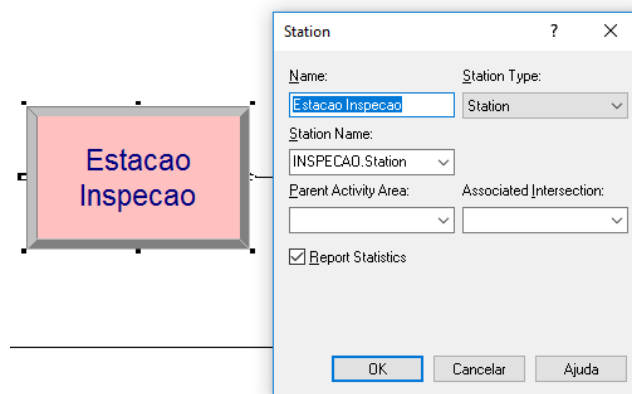 Estacao
Inspecao
Station
?
Name:
Station Type:
Estacao Inspecao
Station
Station Name:
INSPECAO.Station
Parent Activity Area:
Associated Intersection:
Report Statistics
OK
Cancelar
Ajuda